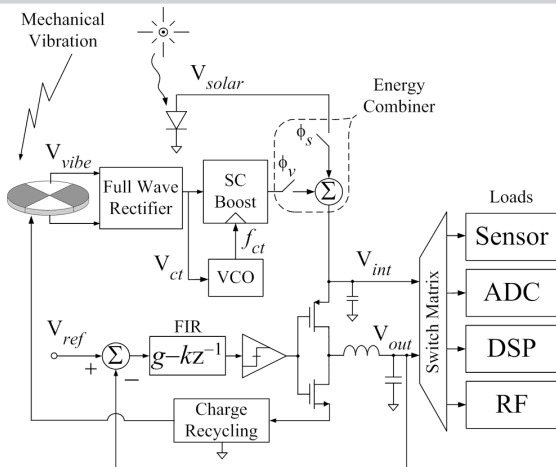 Mechanical
Vibration
V_solar
Energy
Combiner
ϕ_s
V_vibe
ϕ_v
Full Wave
Rectifier
SC
Boost
Σ
Loads
V_ct
f_ct
VCO
V_int
Switch Matrix
Sensor
ADC
DSP
RF
V_ref
FIR
+
Σ
−
g−kz⁻¹
V_out
Charge
Recycling